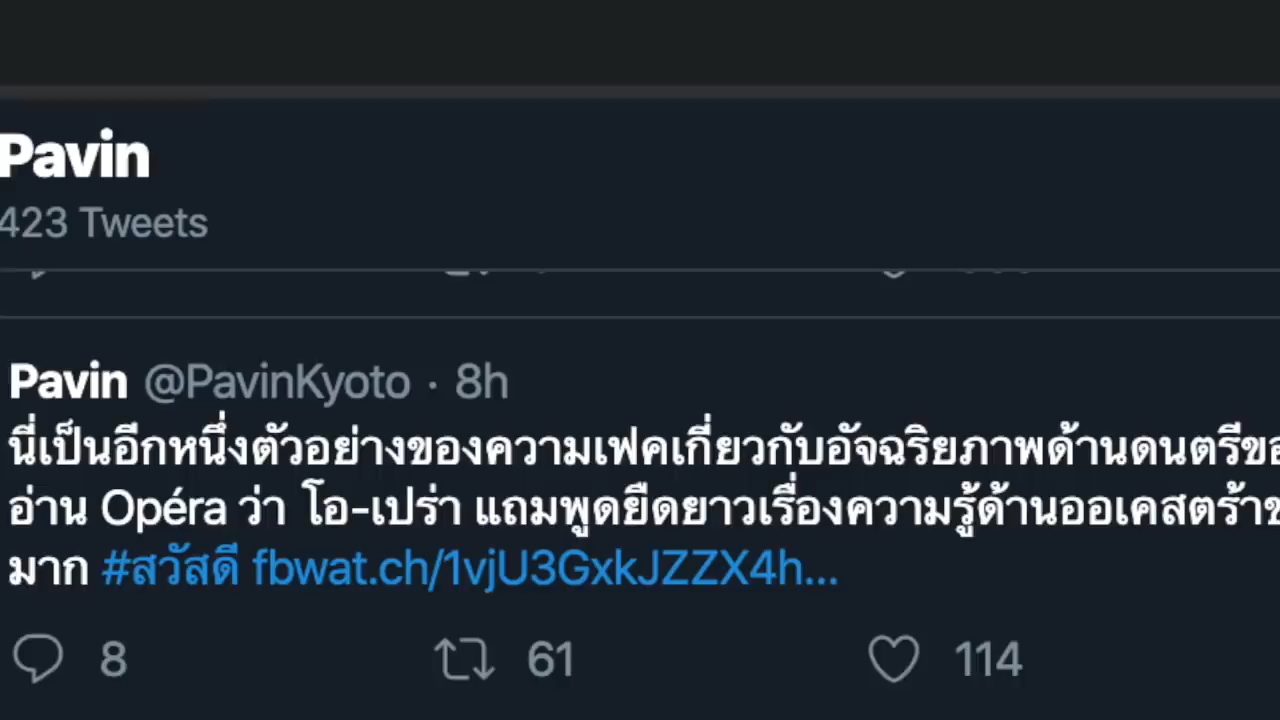 Pavin
423 Tweets
Pavin @PavinKyoto · 8h
นี่เป็นอีกหนึ่งตัวอย่างของความเฟคเกี่ยวกับอัจฉริยภาพด้านดนตรี
อ่าน Opéra ว่า โอ-เปร่า แถมพูดยืดยาวเรื่องความรู้ด้านออเคสตร้า
มาก #สวัสดี fbwat.ch/1vjU3GxkJZZX4h...
8 61 114